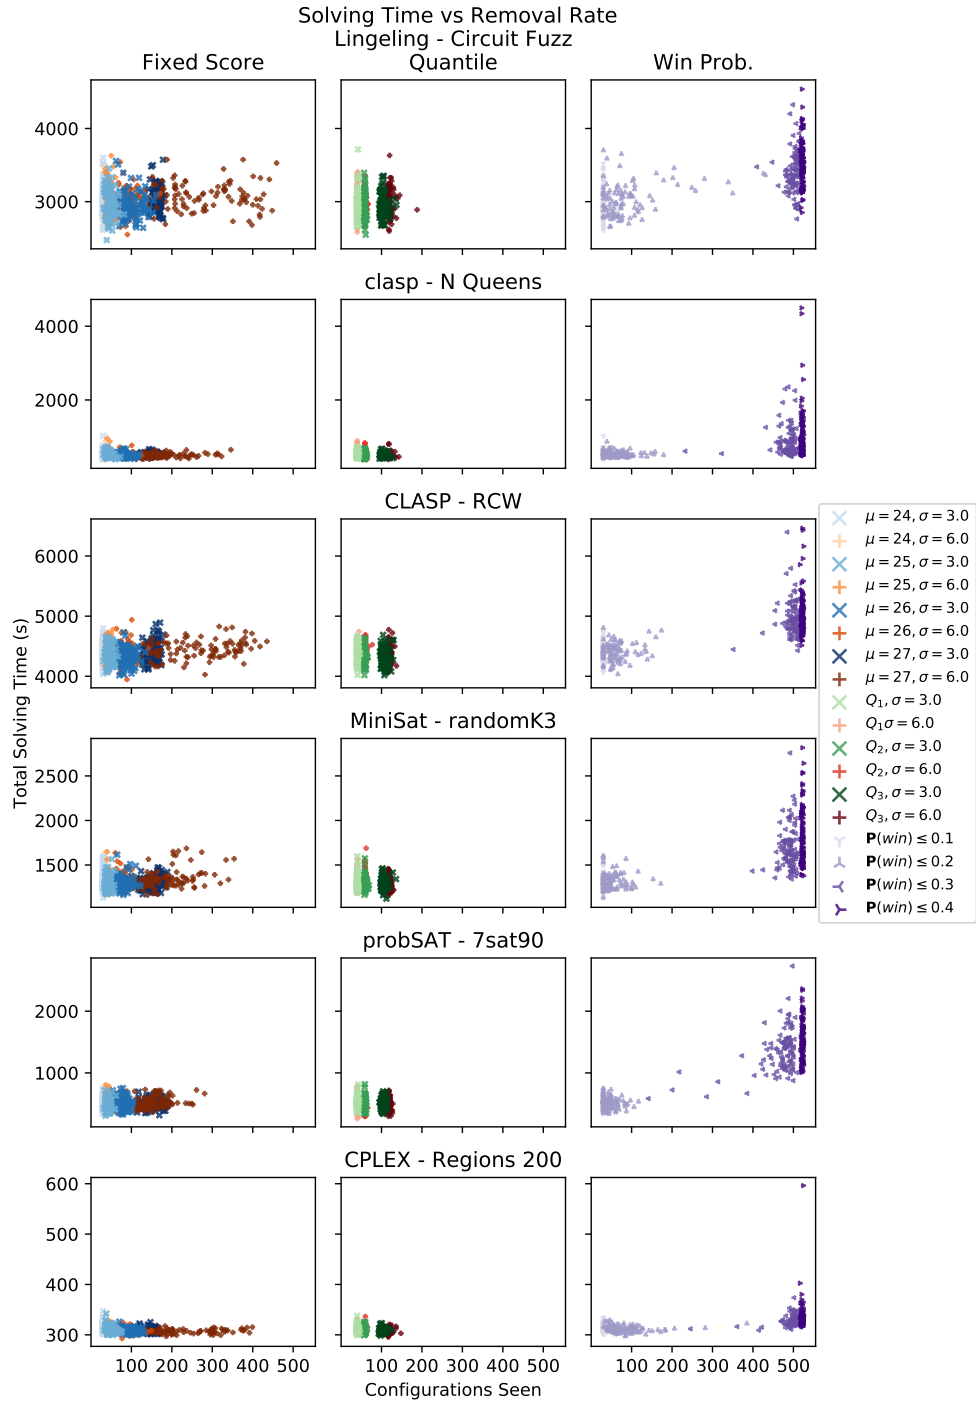 Solving Time vs Removal Rate
Lingeling - Circuit Fuzz
Fixed Score
Quantile
Win Prob.
4000
3000
clasp - N Queens
4000
2000
CLASP - RCW
6000
5000
4000
MiniSat - randomK3
2500
2000
1500
probSAT - 7sat90
2000
1000
CPLEX - Regions 200
600
500
400
300
100 200 300 400 500
100 200 300 400 500
100 200 300 400 500
Configurations Seen
Total Solving Time (s)
μ = 24, σ = 3.0
μ = 24, σ = 6.0
μ = 25, σ = 3.0
μ = 25, σ = 6.0
μ = 26, σ = 3.0
μ = 26, σ = 6.0
μ = 27, σ = 3.0
μ = 27, σ = 6.0
Q₁, σ = 3.0
Q₁σ = 6.0
Q₂, σ = 3.0
Q₂, σ = 6.0
Q₃, σ = 3.0
Q₃, σ = 6.0
P(win) ≤ 0.1
P(win) ≤ 0.2
P(win) ≤ 0.3
P(win) ≤ 0.4